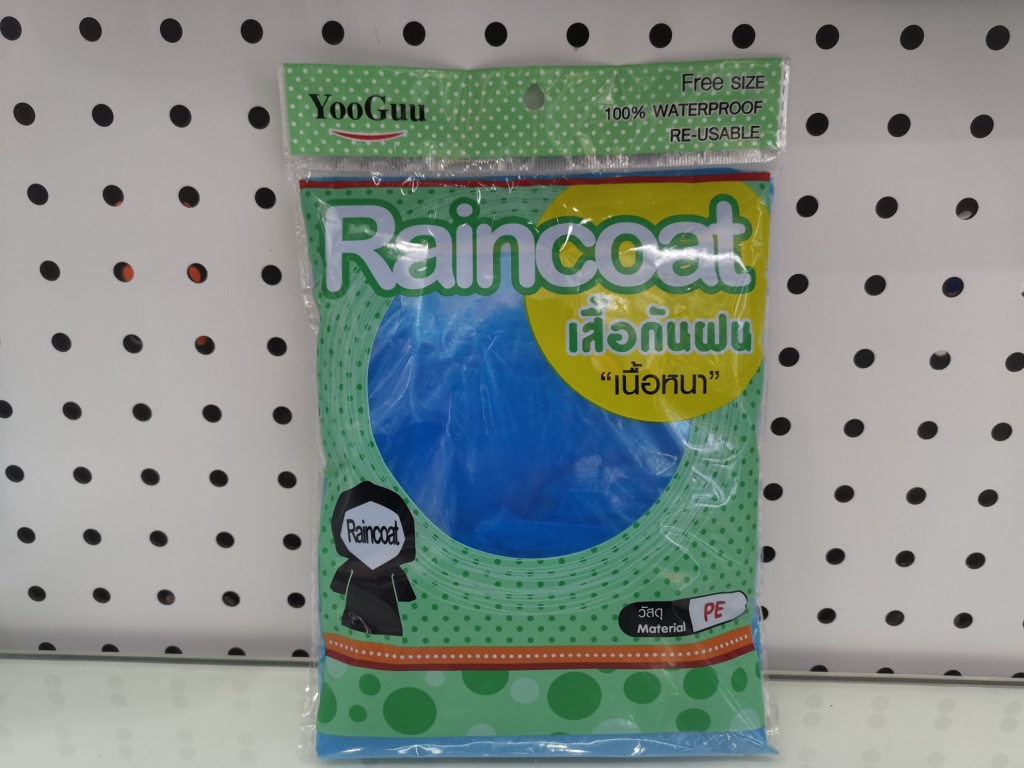 YooGuu
Free SIZE
100% WATERPROOF
RE-USABLE
Raincoat
เสื้อกันฝน
“เนื้อหนา”
Raincoat
วัสดุ
Material
PE